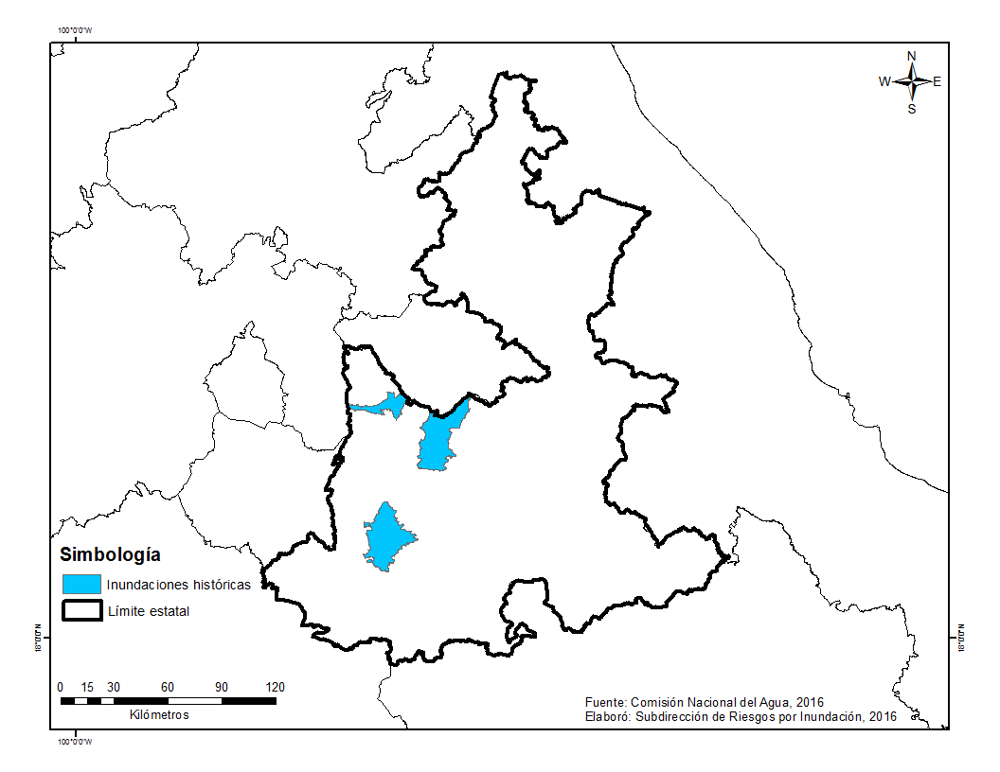 100°0'0"W
N
W E
S
Simbología
Inundaciones históricas
Límite estatal
18°0'0"N
18°0'0"N
0 15 30 60 90 120
Kilómetros
Fuente: Comisión Nacional del Agua, 2016
Elaboró: Subdirección de Riesgos por Inundación, 2016
100°0'0"W